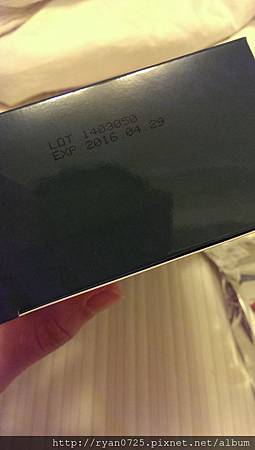 LOT 1403050
EXP 2016.04.29
http://ryan0725.pixnet.net/album